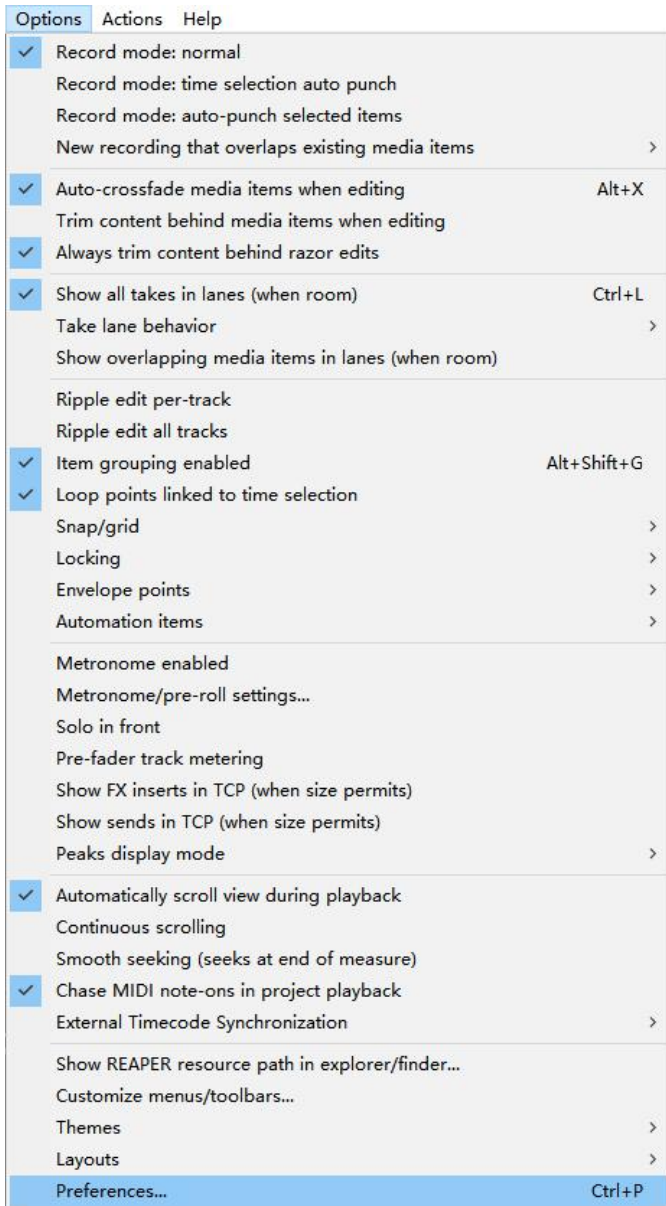 Options Actions Help
Record mode: normal
Record mode: time selection auto punch
Record mode: auto-punch selected items
New recording that overlaps existing media items
Auto-crossfade media items when editing Alt+X
Trim content behind media items when editing
Always trim content behind razor edits
Show all takes in lanes (when room) Ctrl+L
Take lane behavior
Show overlapping media items in lanes (when room)
Ripple edit per-track
Ripple edit all tracks
Item grouping enabled Alt+Shift+G
Loop points linked to time selection
Snap/grid
Locking
Envelope points
Automation items
Metronome enabled
Metronome/pre-roll settings...
Solo in front
Pre-fader track metering
Show FX inserts in TCP (when size permits)
Show sends in TCP (when size permits)
Peaks display mode
Automatically scroll view during playback
Continuous scrolling
Smooth seeking (seeks at end of measure)
Chase MIDI note-ons in project playback
External Timecode Synchronization
Show REAPER resource path in explorer/finder...
Customize menus/toolbars...
Themes
Layouts
Preferences... Ctrl+P